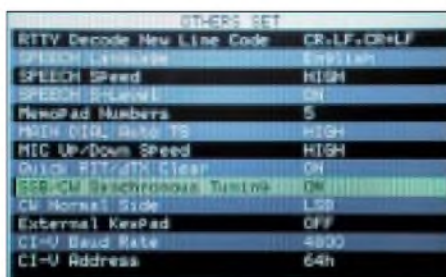 OTHERS SET
RTTY Decode New Line Code CR,LF,CR+LF
SPEECH Language English
SPEECH Speed HIGH
SPEECH S-Level ON
MemoPad Numbers 5
MAIN DIAL Auto TS HIGH
MIC Up/Down Speed HIGH
Quick RIT/∂TX Clear ON
SSB/CW Synchronous Tuning ON
CW Normal Side LSB
External KeyPad OFF
CI-V Baud Rate 4800
CI-V Address 64h